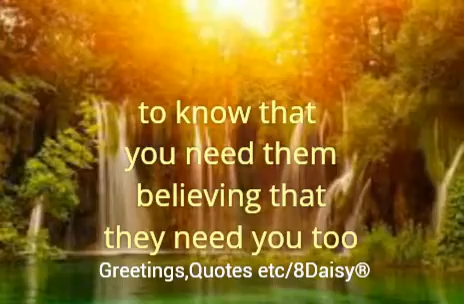 to know that
you need them
believing that
they need you too
Greetings,Quotes etc/8Daisy®